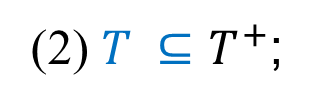 (2) T ⊆ T⁺;